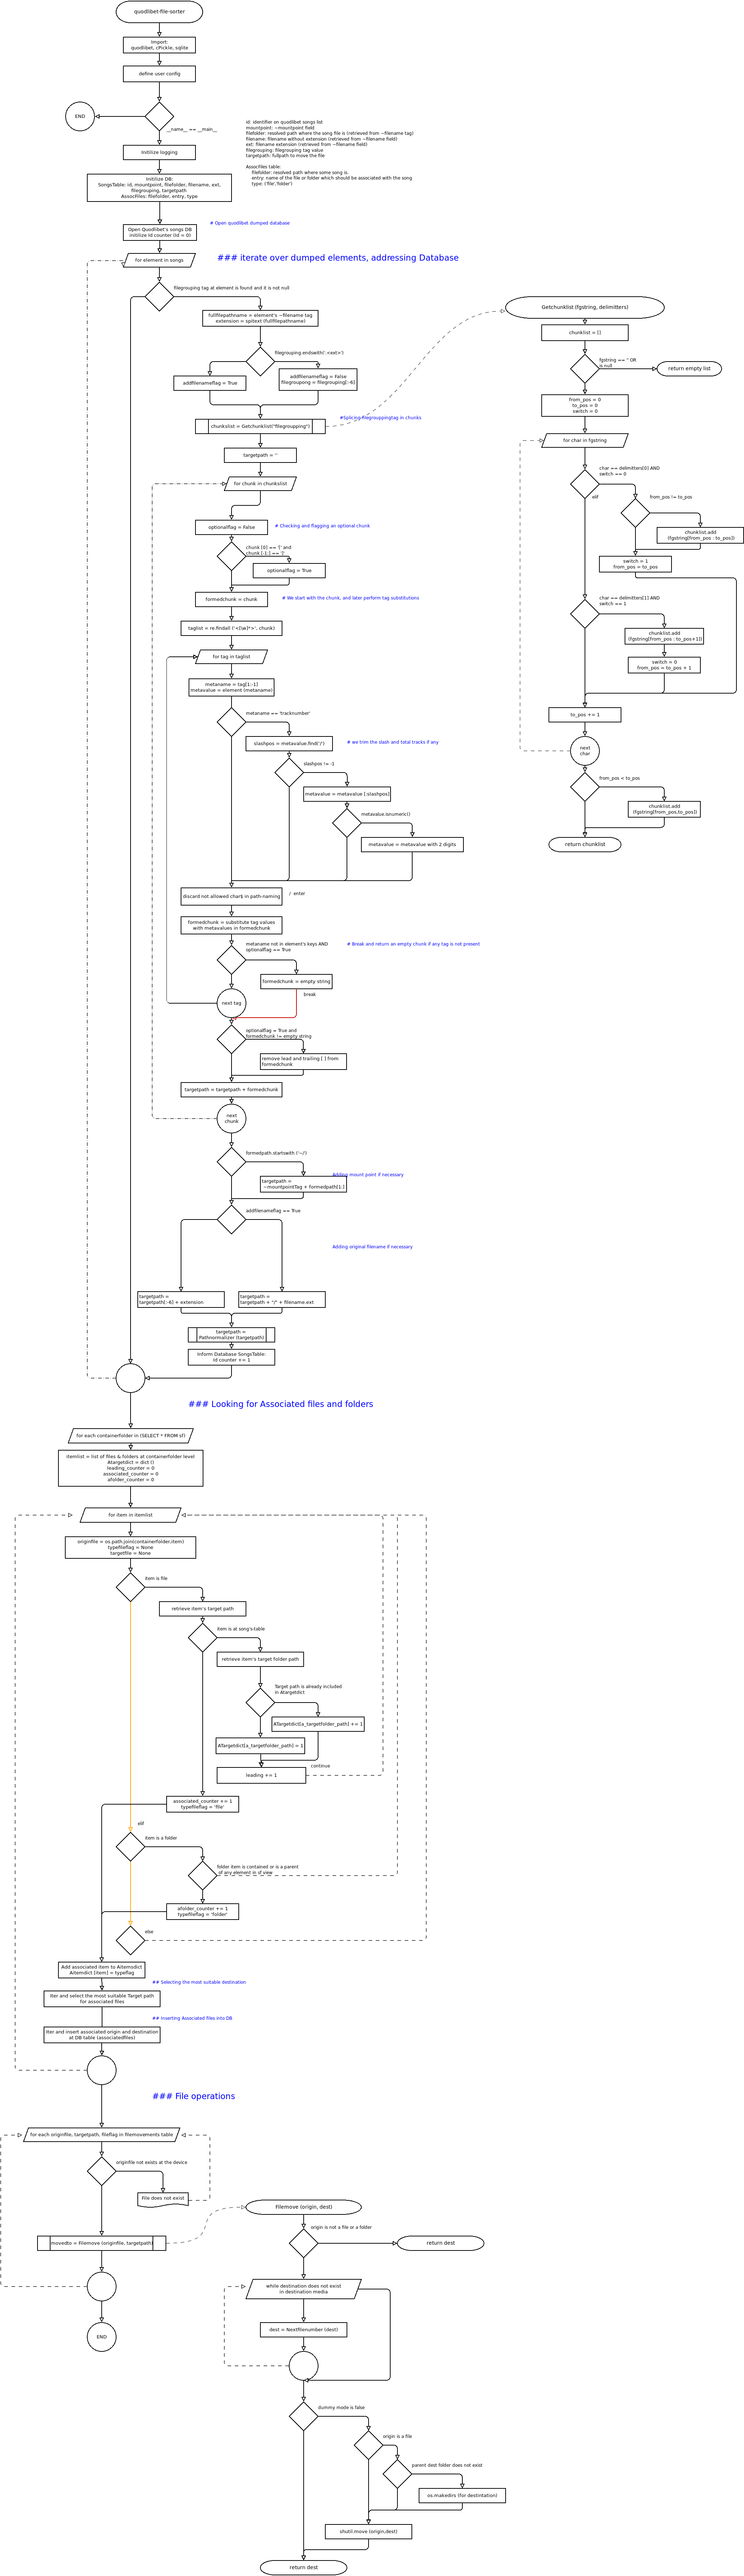 quodlibet-file-sorter
Import:
quodlibet, cPickle, sqlite
define user config
END
__name__ == __main__
Initilize logging
Initilize DB:
SongsTable: id, mountpoint, filefolder, filename, ext,
filegrouping, targetpath
AssocFiles: filefolder, entry, type
id: identifier on quodlibet songs list
mountpoint: ~mountpoint field
filefolder: resolved path where the song file is (retrieved from ~filename tag)
filename: filename without extension (retrieved from ~filename field)
ext: filename extension (retrieved from ~filename field)
filegrouping: filegrouping tag value
targetpath: fullpath to move the file
AssocFiles table:
filefolder: resolved path where some song is.
entry: name of the file or folder which should be associated with the song
type: ('file','folder')
Open Quodlibet's songs DB
initilize Id counter (Id = 0)
# Open quodlibet dumped database
for element in songs
### iterate over dumped elements, addressing Database
filegrouping tag at element is found and it is not null
fullfilepathname = element's ~filename tag
extension = spitext (fullfilepathname)
filegrouping.endswith('.<ext>')
addfilenameflag = True
addfilenameflag = False
filegroupong = filegrouping[:-6]
#Splicing filegrouppingtag in chunks
chunkslist = Getchunklist("filegroupping")
targetpath = ''
for chunk in chunkslist
optionalflag = False
# Checking and flagging an optional chunk
chunk [0] == '[' and
chunk [-1:] == ']'
optionalflag = True
formedchunk = chunk
# We start with the chunk, and later perform tag substitutions
taglist = re.findall ('<[\w]*>', chunk)
for tag in taglist
metaname = tag[1:-1]
metavalue = element (metaname)
metaname == 'tracknumber'
slashpos = metavalue.find('/')
# we trim the slash and total tracks if any
slashpos != -1
metavalue = metavalue [:slashpos]
metavalue.isnumeric()
metavalue = metavalue with 2 digits
discard not allowed chars in path-naming
/ enter
formedchunk = substitute tag values
with metavalues in formedchunk
metaname not in element's keys AND
optionalflag == True
# Break and return an empty chunk if any tag is not present
formedchunk = empty string
break
next tag
optionalflag = True and
formedchunk != empty string
remove lead and trailing [ ] from
formedchunk
targetpath = targetpath + formedchunk
next
chunk
formedpath.startswith ('~/')
Adding mount point if necessary
targetpath =
~mountpointTag + formedpath[1:]
addfilenameflag == True
Adding original filename if necessary
targetpath =
targetpath[:-6] + extension
targetpath =
targetpath + "/" + filename.ext
targetpath =
Pathnormalizer (targetpath)
Inform Database SongsTable:
Id counter += 1
Getchunklist (fgstring, delimitters)
chunklist = []
fgstring == '' OR
is null
return empty list
from_pos = 0
to_pos = 0
switch = 0
for char in fgstring
char == delimitters[0] AND
switch == 0
elif
from_pos != to_pos
chunklist.add
(fgstring[from_pos : to_pos])
switch = 1
from_pos = to_pos
char == delimitters[1] AND
switch == 1
chunklist.add
(fgstring[from_pos : to_pos+1])
switch = 0
from_pos = to_pos + 1
to_pos += 1
next
char
from_pos < to_pos
chunklist.add
(fgstring[from_pos.to_pos])
return chunklist
### Looking for Associated files and folders
for each containerfolder in (SELECT * FROM sf)
itemlist = list of files & folders at containerfolder level
Atargetdict = dict ()
leading_counter = 0
associated_counter = 0
afolder_counter = 0
for item in itemlist
originfile = os.path.join(containerfolder,item)
typefileflag = None
targetfile = None
item is file
retrieve item's target path
item is at song's-table
retrieve item's target folder path
Target path is already included
in Atargetdict
ATargetdict[a_targetfolder_path] += 1
ATargetdict[a_targetfolder_path] = 1
continue
leading += 1
associated_counter += 1
typefileflag = 'file'
elif
item is a folder
folder item is contained or is a parent
of any element in sf view
afolder_counter += 1
typefileflag = 'folder'
else
Add associated item to Aitemsdict
Aitemdict [item] = typeflag
## Selecting the most suitable destination
Iter and select the most suitable Target path
for associated files
## Inserting Associated files into DB
Iter and insert associated origin and destination
at DB table (associatedfiles)
### File operations
for each originfile, targetpath, fileflag in filemovements table
originfile not exists at the device
File does not exist
movedto = Filemove (originfile, targetpath)
END
Filemove (origin, dest)
origin is not a file or a folder
return dest
while destination does not exist
in destination media
dest = Nextfilenumber (dest)
dummy mode is false
origin is a file
parent dest folder does not exist
os.makedirs (for destintation)
shutil.move (origin,dest)
return dest